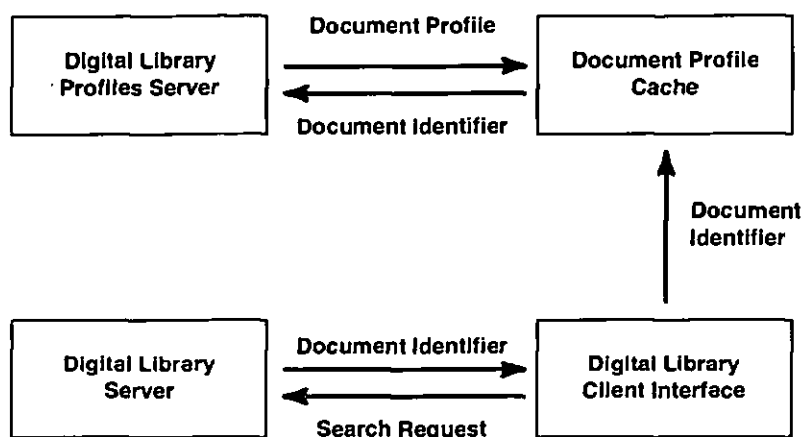 Document Profile
Digital Library
Profiles Server
Document Profile
Cache
Document Identifier
Document
Identifier
Digital Library
Server
Document Identifier
Digital Library
Client Interface
Search Request